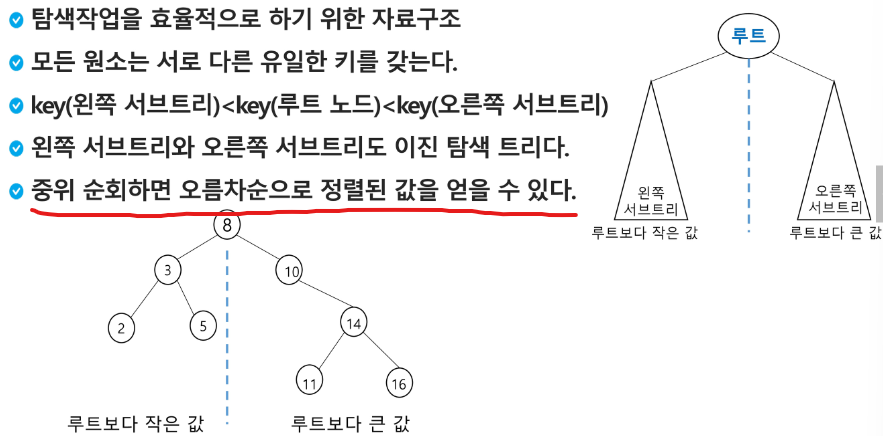 탐색작업을 효율적으로 하기 위한 자료구조
모든 원소는 서로 다른 유일한 키를 갖는다.
key(왼쪽 서브트리)<key(루트 노드)<key(오른쪽 서브트리)
왼쪽 서브트리와 오른쪽 서브트리도 이진 탐색 트리다.
중위 순회하면 오름차순으로 정렬된 값을 얻을 수 있다.
루트
왼쪽
서브트리
오른쪽
서브트리
루트보다 작은 값
루트보다 큰 값
8
3
10
2
5
14
11
16
루트보다 작은 값
루트보다 큰 값